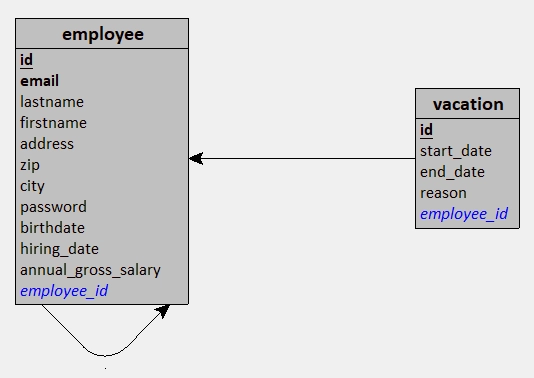 employee
id
email
lastname
firstname
address
zip
city
password
birthdate
hiring_date
annual_gross_salary
employee_id
vacation
id
start_date
end_date
reason
employee_id